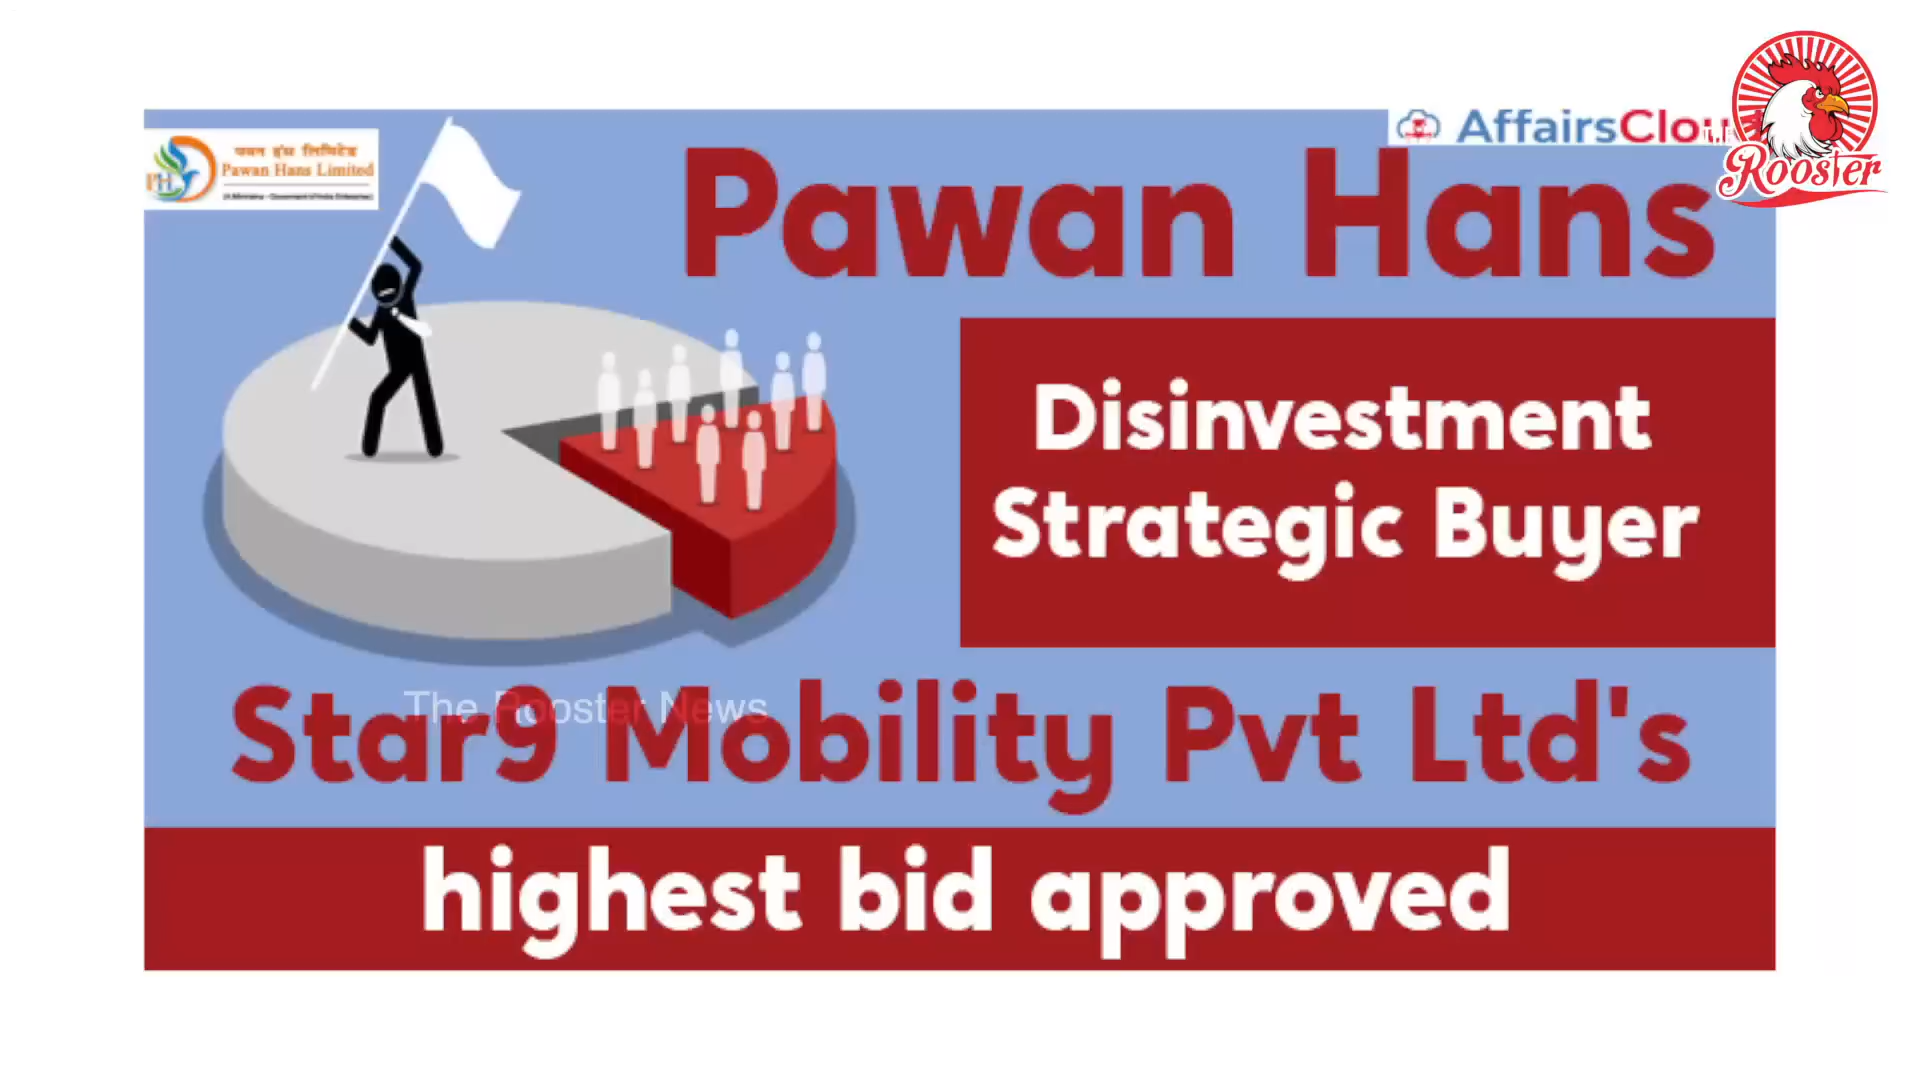 पवन हंस लिमिटेड
Pawan Hans Limited
AffairsClou
THE
Rooster
Pawan Hans
Disinvestment
Strategic Buyer
The Rooster News
Star9 Mobility Pvt Ltd's
highest bid approved